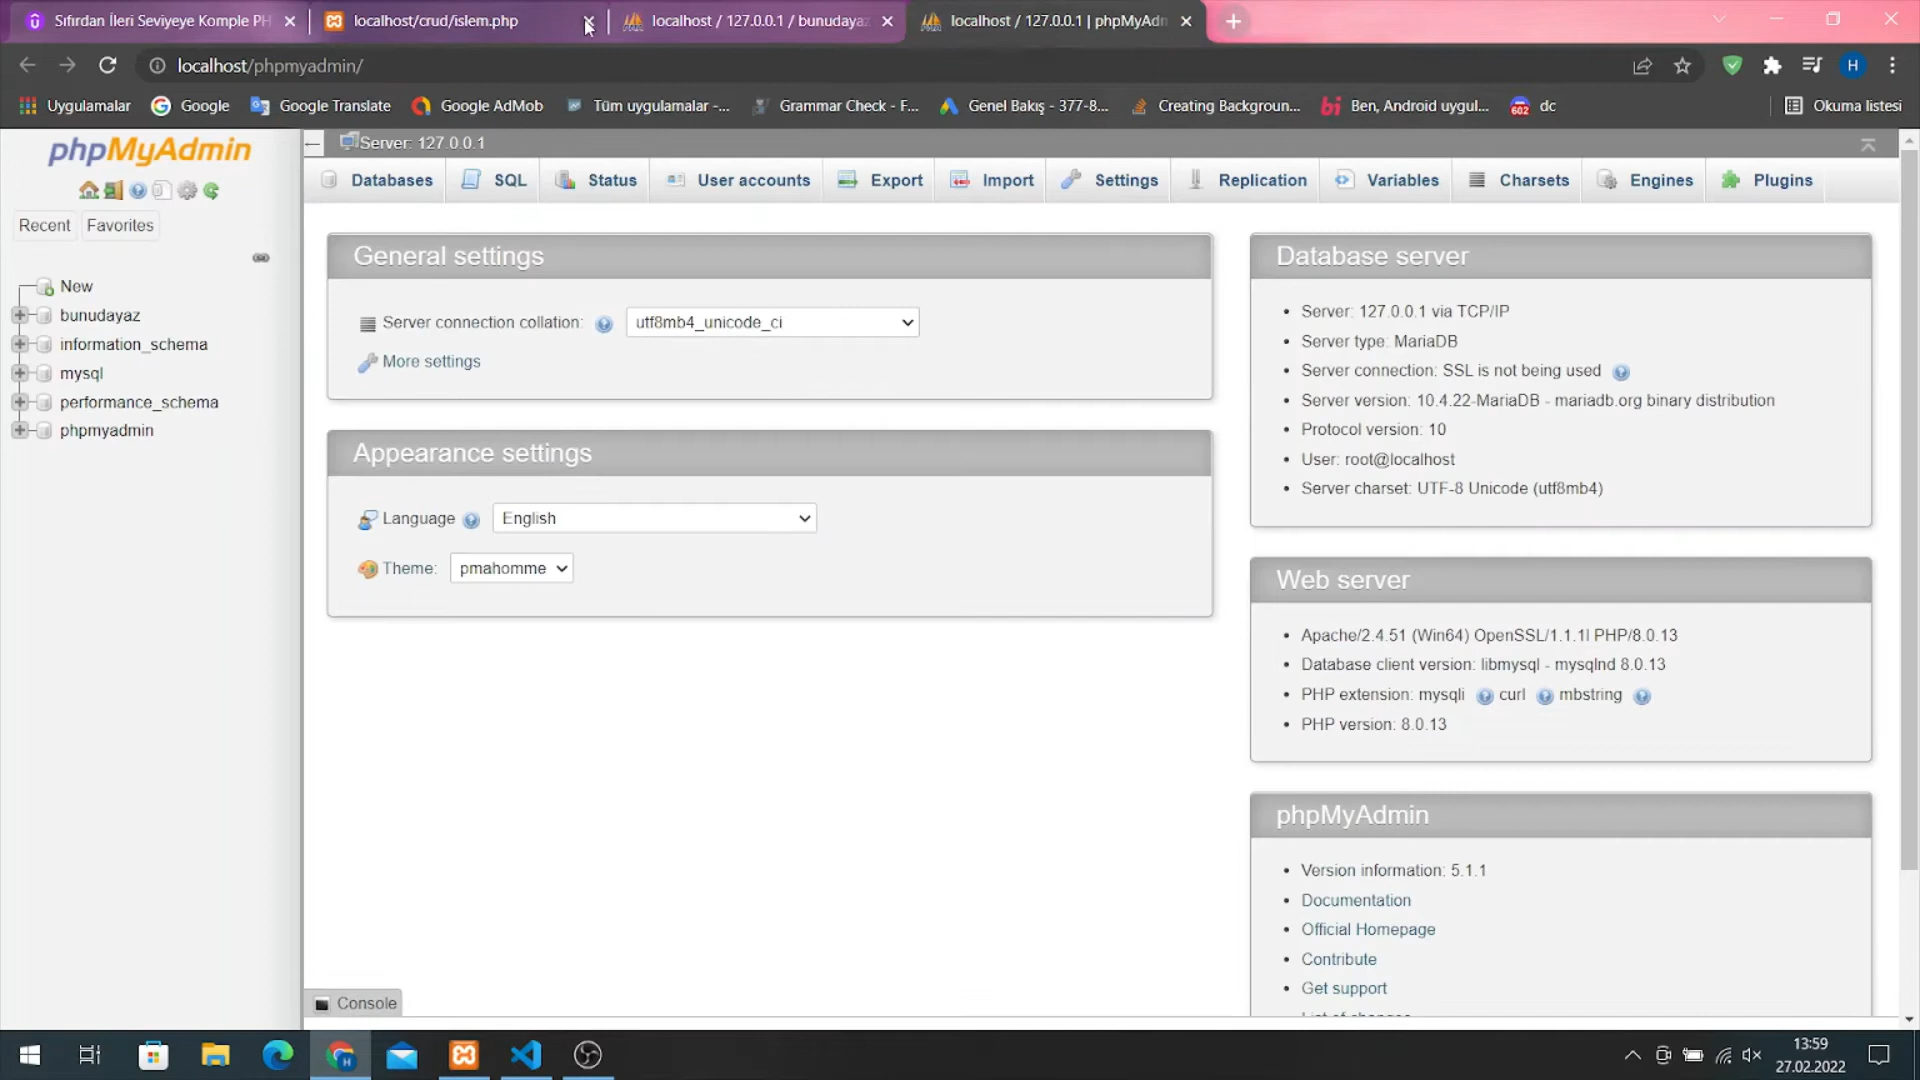 Sıfırdan İleri Seviyeye Komple PH
localhost/crud/islem.php
localhost / 127.0.0.1 / bunudayaz
localhost / 127.0.0.1 | phpMyAdm
localhost/phpmyadmin/
H
Uygulamalar
Google
Google Translate
Google AdMob
Tüm uygulamalar -...
Grammar Check - F...
Genel Bakış - 377-8...
Creating Backgroun...
Ben, Android uygul...
dc
Okuma listesi
phpMyAdmin
Recent
Favorites
New
bunudayaz
information_schema
mysql
performance_schema
phpmyadmin
Server: 127.0.0.1
Databases
SQL
Status
User accounts
Export
Import
Settings
Replication
Variables
Charsets
Engines
Plugins
General settings
Server connection collation:
utf8mb4_unicode_ci
More settings
Appearance settings
Language
English
Theme:
pmahomme
Database server
Server: 127.0.0.1 via TCP/IP
Server type: MariaDB
Server connection: SSL is not being used
Server version: 10.4.22-MariaDB - mariadb.org binary distribution
Protocol version: 10
User: root@localhost
Server charset: UTF-8 Unicode (utf8mb4)
Web server
Apache/2.4.51 (Win64) OpenSSL/1.1.1l PHP/8.0.13
Database client version: libmysql - mysqlnd 8.0.13
PHP extension: mysqli curl mbstring
PHP version: 8.0.13
phpMyAdmin
Version information: 5.1.1
Documentation
Official Homepage
Contribute
Get support
List of changes
Console
13:59
27.02.2022